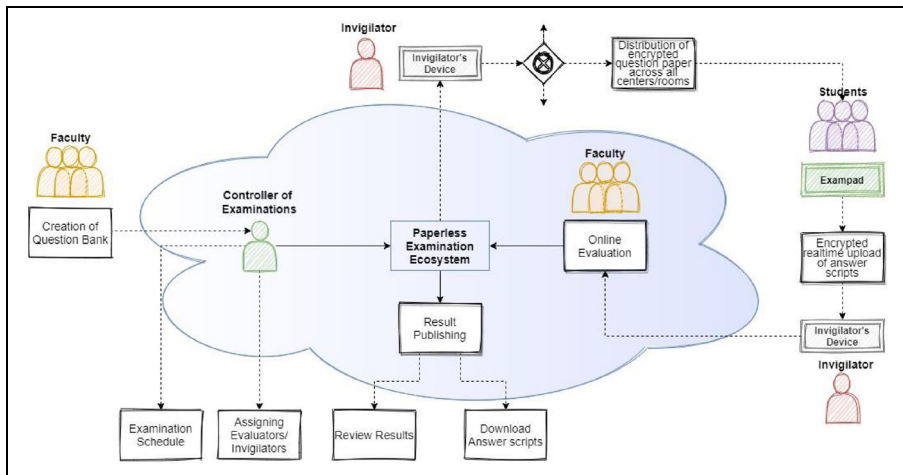 Invigilator
Invigilator's
Device
Distribution of
encrypted
question paper
across all
centers/rooms
Students
Exampad
Encrypted
realtime upload
of answer
scripts
Invigilator's
Device
Invigilator
Faculty
Creation of
Question Bank
Controller of
Examinations
Paperless
Examination
Ecosystem
Faculty
Online
Evaluation
Result
Publishing
Examination
Schedule
Assigning
Evaluators/
Invigilators
Review Results
Download
Answer scripts